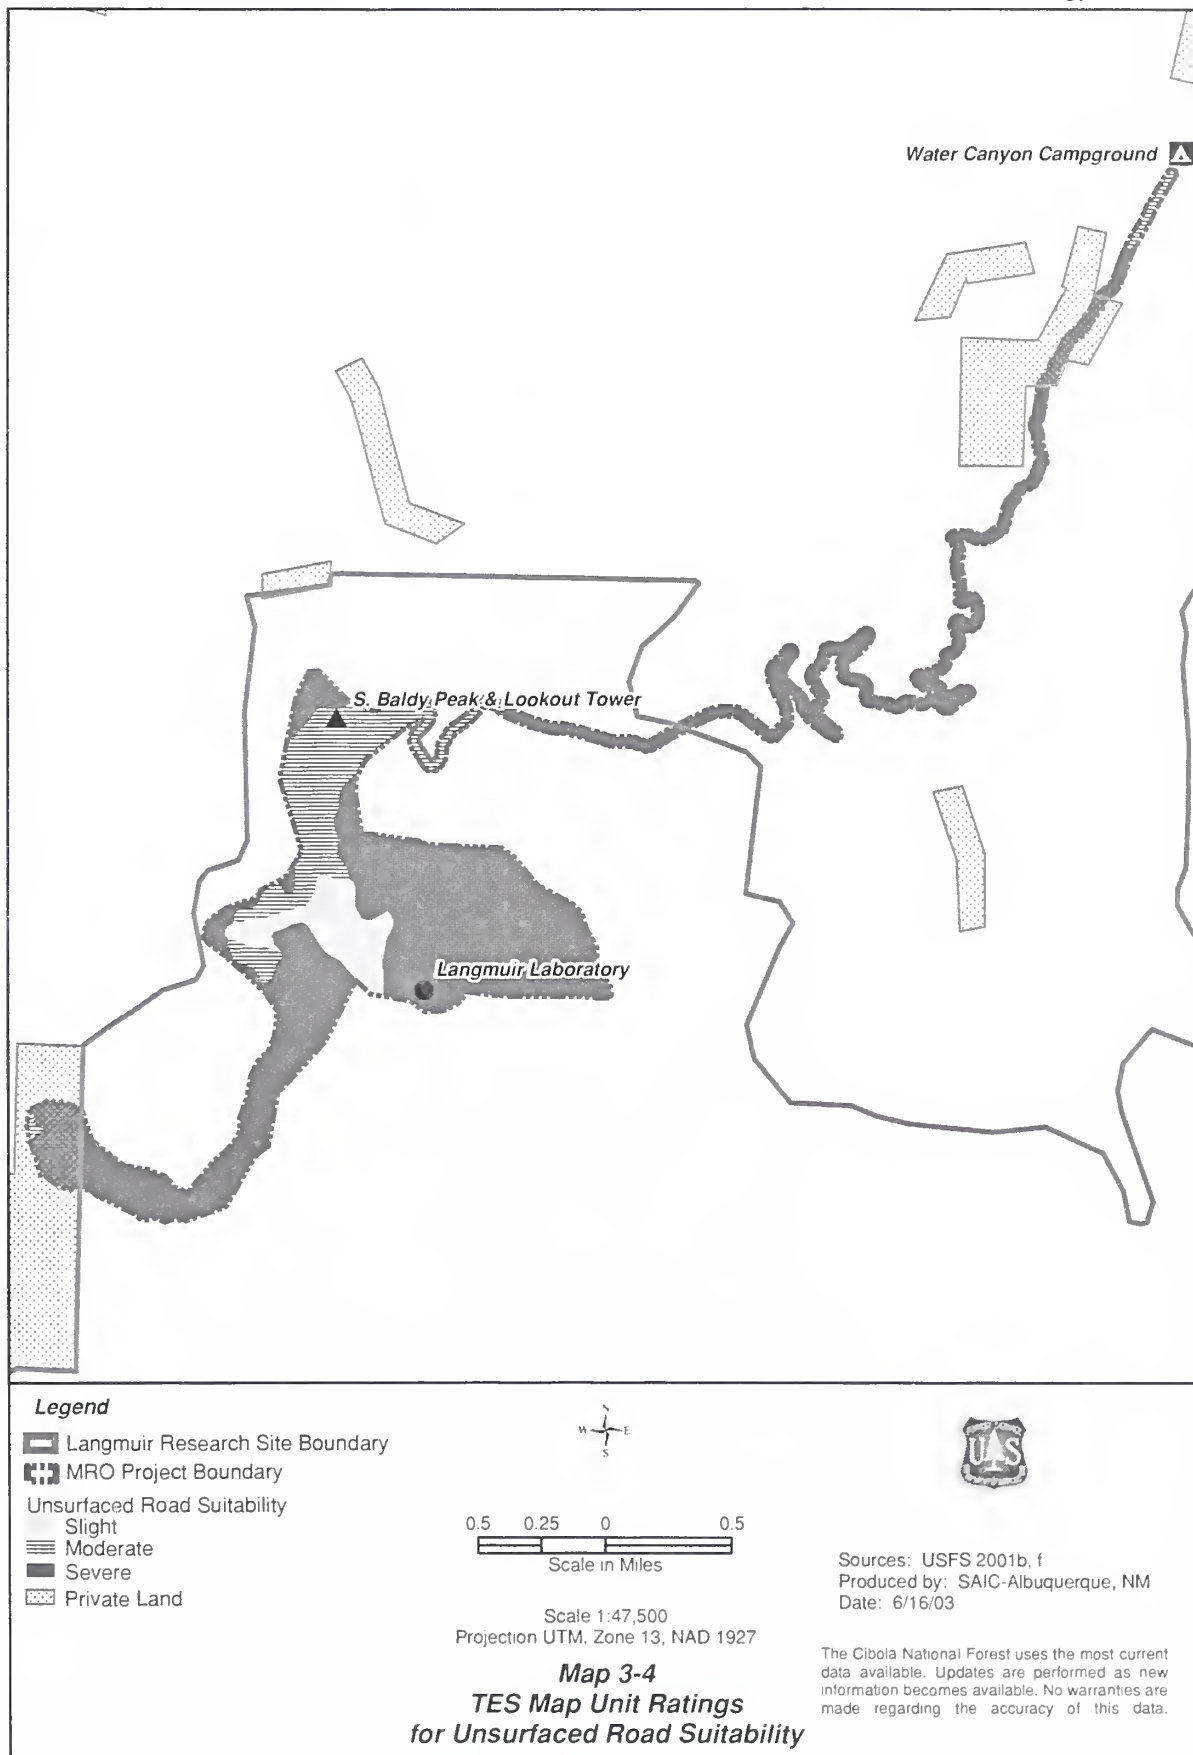 Water Canyon Campground
S. Baldy Peak & Lookout Tower
Langmuir Laboratory
Legend
Langmuir Research Site Boundary
MRO Project Boundary
Unsurfaced Road Suitability
Slight
Moderate
Severe
Private Land
N
W E
S
0.5 0.25 0 0.5
Scale in Miles
Scale 1:47,500
Projection UTM, Zone 13, NAD 1927
Map 3-4
TES Map Unit Ratings
for Unsurfaced Road Suitability
U S
Sources: USFS 2001b, f
Produced by: SAIC-Albuquerque, NM
Date: 6/16/03
The Cibola National Forest uses the most current
data available. Updates are performed as new
information becomes available. No warranties are
made regarding the accuracy of this data.